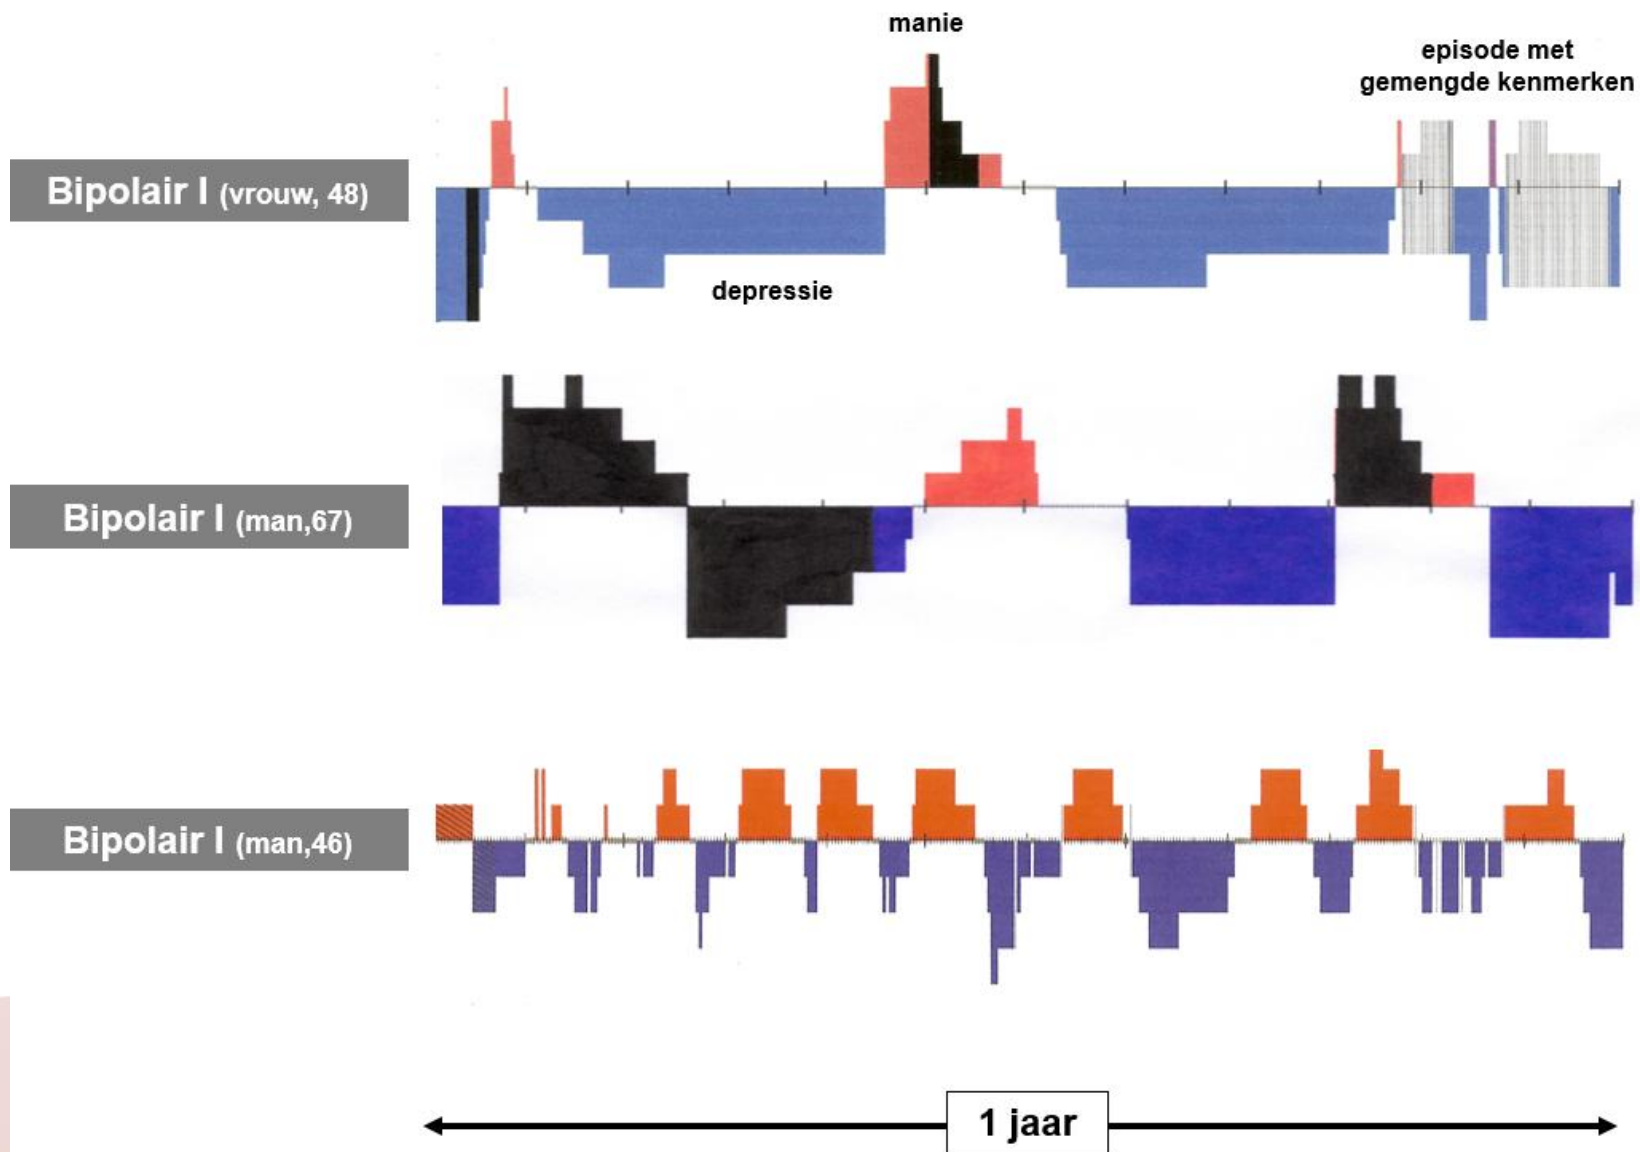 manie
episode met
gemengde kenmerken
Bipolair I (vrouw, 48)
depressie
Bipolair I (man,67)
Bipolair I (man,46)
1 jaar